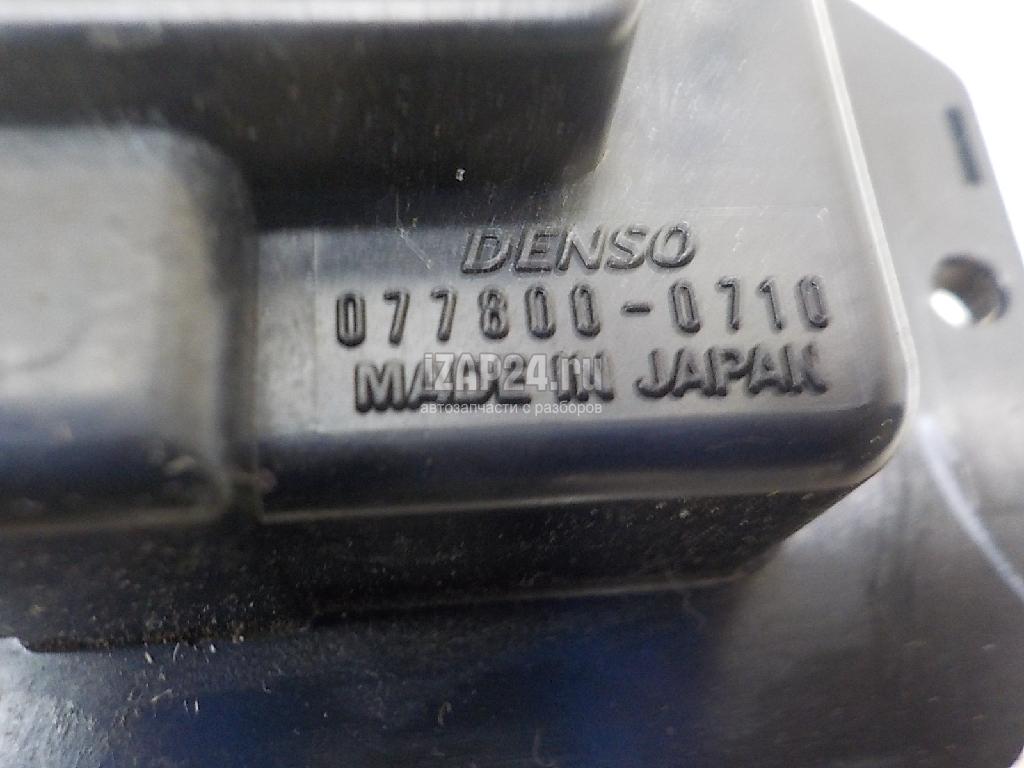 DENSO
077800-0710
MADE IN JAPAN
iZAP24.ru
автозапчасти с разборов